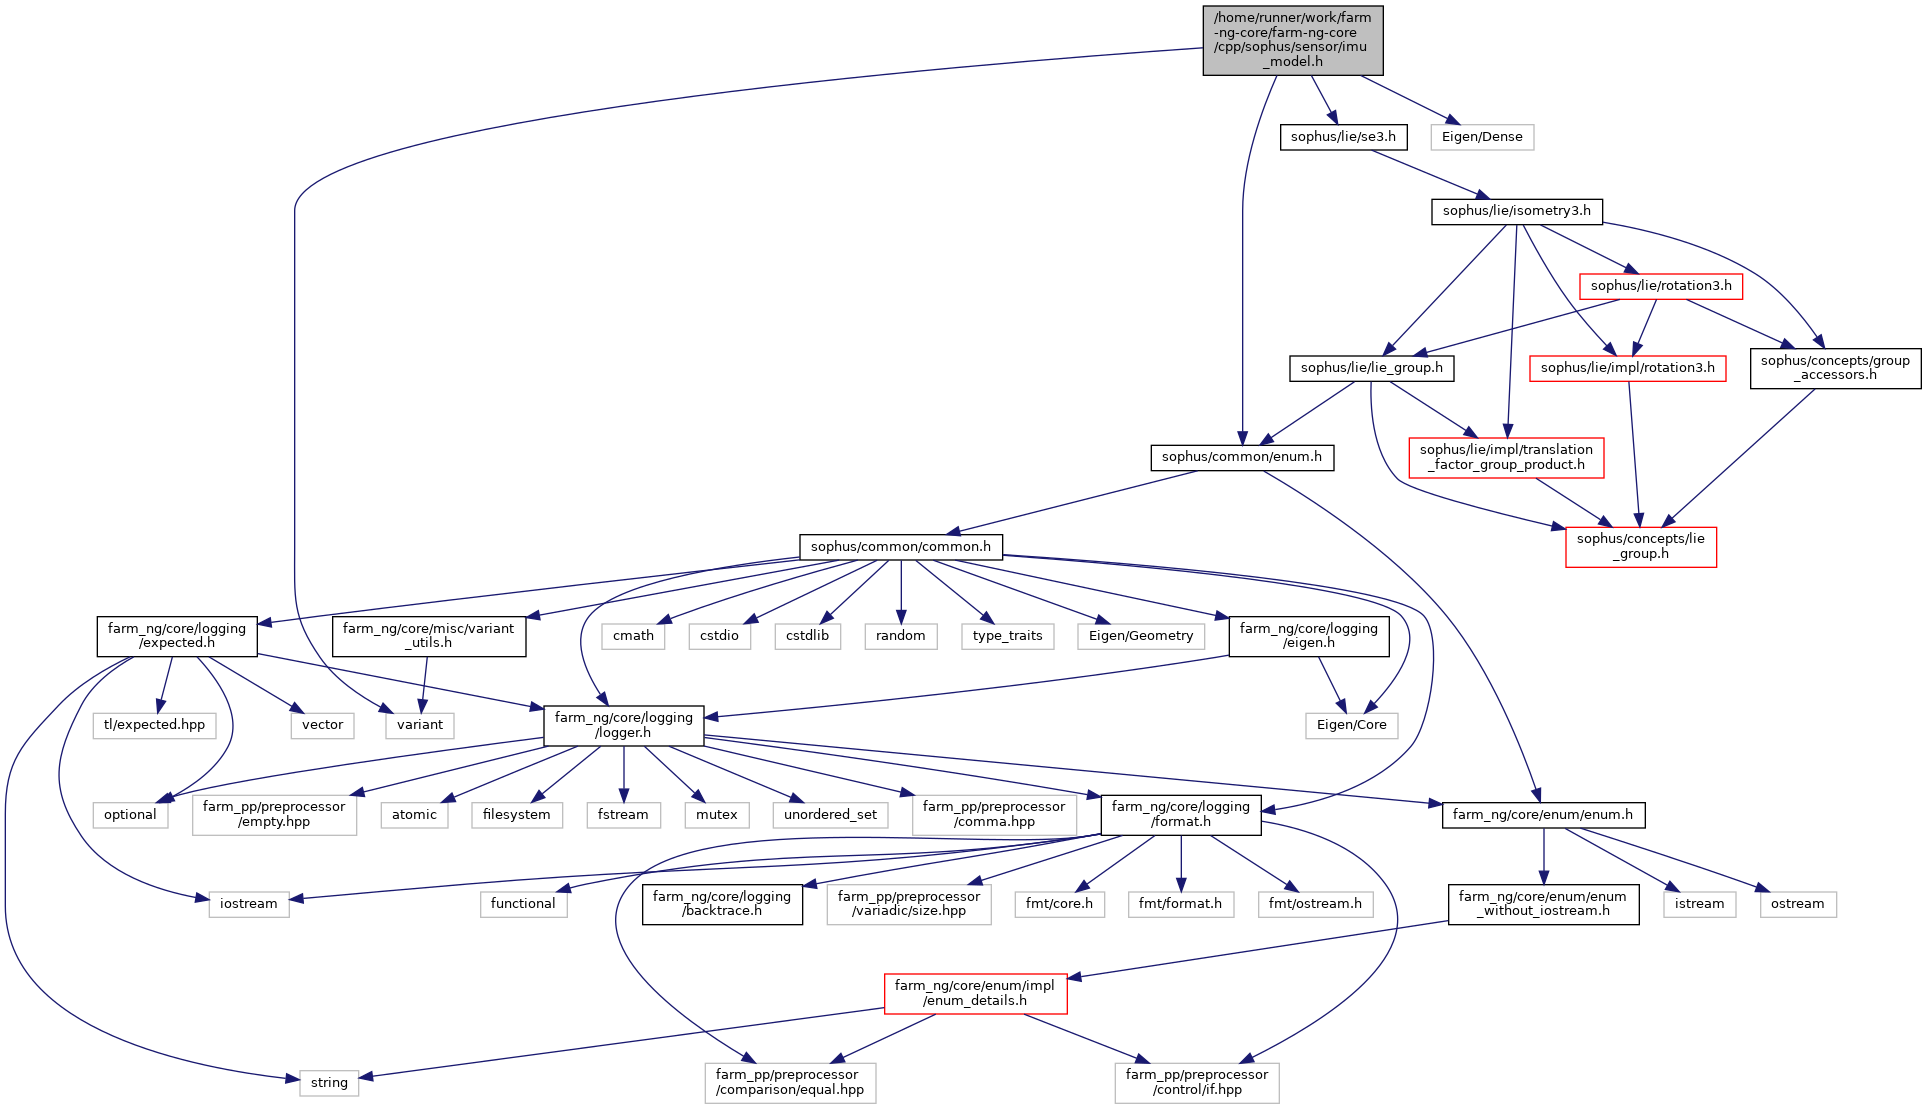 /home/runner/work/farm
-ng-core/farm-ng-core
/cpp/sophus/sensor/imu
_model.h
sophus/lie/se3.h
Eigen/Dense
sophus/lie/isometry3.h
sophus/lie/rotation3.h
sophus/lie/lie_group.h
sophus/lie/impl/rotation3.h
sophus/concepts/group
_accessors.h
sophus/common/enum.h
sophus/lie/impl/translation
_factor_group_product.h
sophus/common/common.h
sophus/concepts/lie
_group.h
farm_ng/core/logging
/expected.h
farm_ng/core/misc/variant
_utils.h
cmath
cstdio
cstdlib
random
type_traits
Eigen/Geometry
farm_ng/core/logging
/eigen.h
tl/expected.hpp
vector
variant
farm_ng/core/logging
/logger.h
Eigen/Core
optional
farm_pp/preprocessor
/empty.hpp
atomic
filesystem
fstream
mutex
unordered_set
farm_pp/preprocessor
/comma.hpp
farm_ng/core/logging
/format.h
farm_ng/core/enum/enum.h
iostream
functional
farm_ng/core/logging
/backtrace.h
farm_pp/preprocessor
/variadic/size.hpp
fmt/core.h
fmt/format.h
fmt/ostream.h
farm_ng/core/enum/enum
_without_iostream.h
istream
ostream
farm_ng/core/enum/impl
/enum_details.h
string
farm_pp/preprocessor
/comparison/equal.hpp
farm_pp/preprocessor
/control/if.hpp